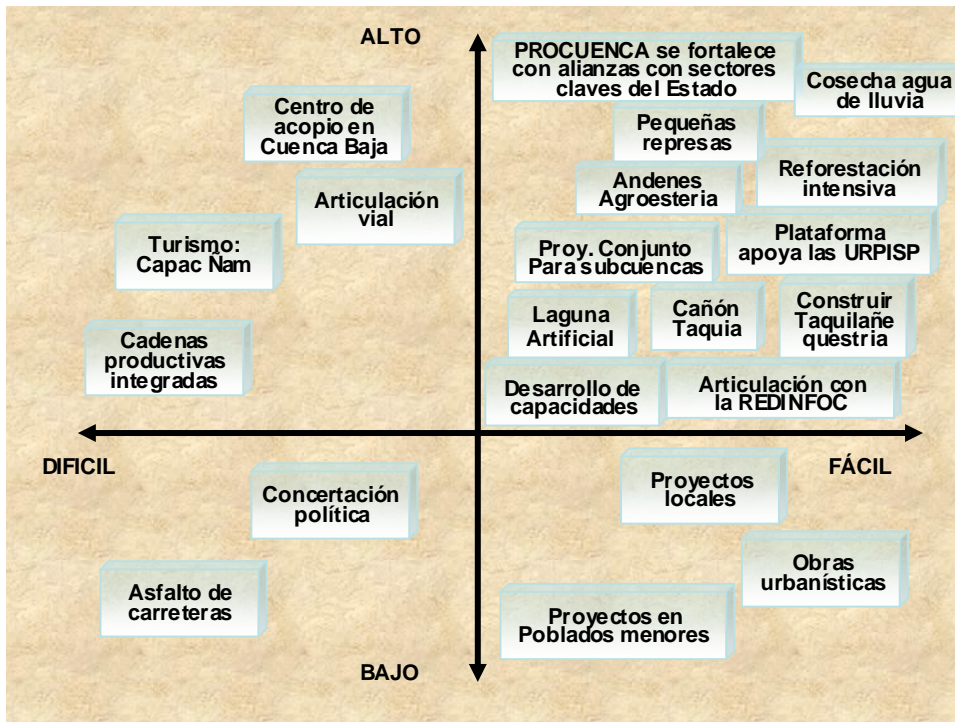 ALTO
PROCUENCA se fortalece
con alianzas con sectores
claves del Estado
Cosecha agua
de lluvia
Centro de
acopio en
Cuenca Baja
Pequeñas
represas
Reforestación
intensiva
Articulación
vial
Andenes
Agroesteria
Turismo:
Capac Nam
Proy. Conjunto
Para subcuencas
Plataforma
apoya las URPISP
Laguna
Artificial
Cañón
Taquia
Construir
Taquilañe
questria
Cadenas
productivas
integradas
Desarrollo de
capacidades
Articulación con
la REDINFOC
DIFICIL
FÁCIL
Concertación
política
Proyectos
locales
Asfalto de
carreteras
Obras
urbanísticas
Proyectos en
Poblados menores
BAJO